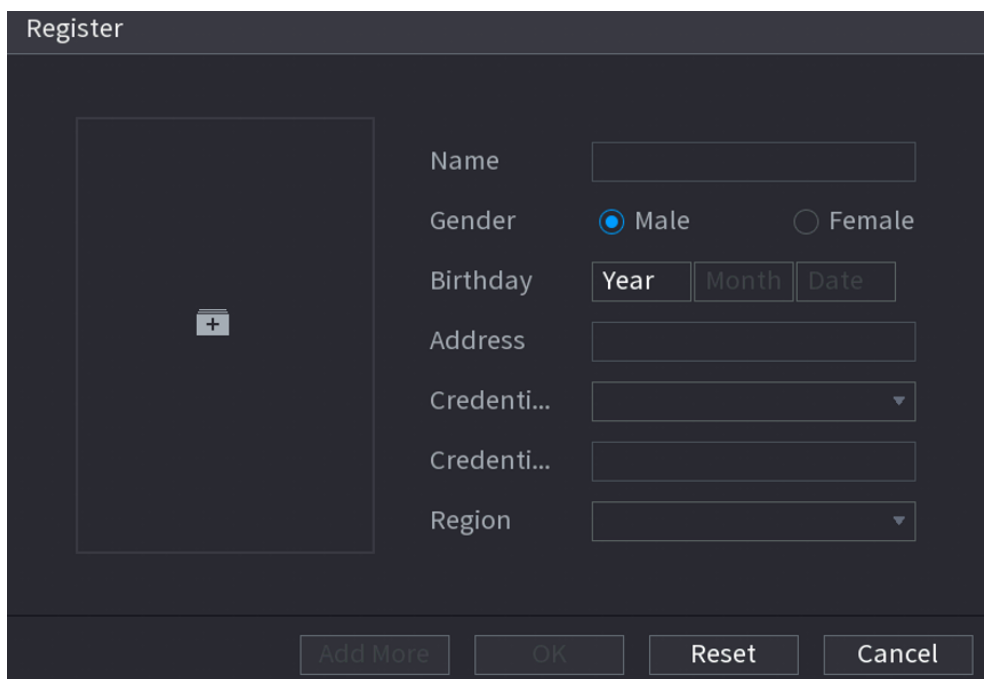 Register
Name
Gender Male Female
Birthday Year Month Date
Address
Credenti...
Credenti...
Region
Add More OK Reset Cancel